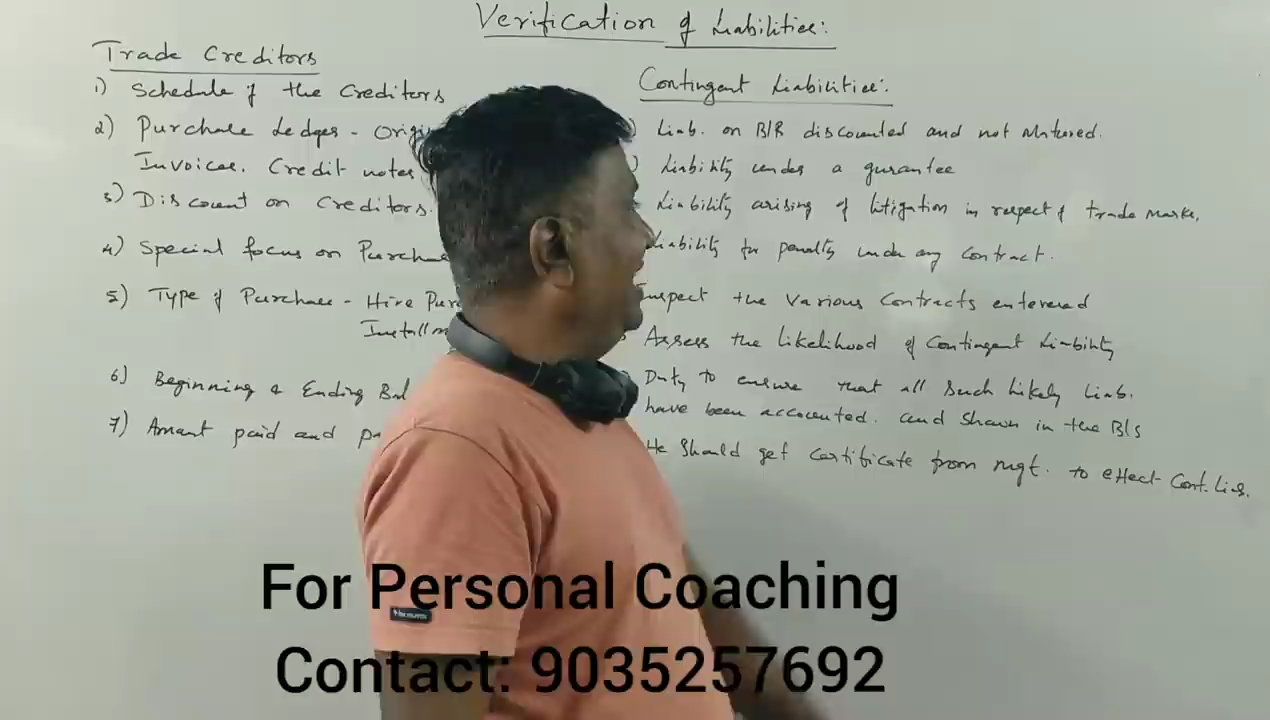 Verification of Liabilities:
Trade Creditors
1) Schedule of the Creditors
2) Purchase Ledger - Origi
Invoices. Credit notes
3) Discount on Creditors.
4) Special focus on Purchase
5) Type of Purchase - Hire Pur
Installm
6) Beginning & Ending Bal
7) Amount paid and pa
Contingent Liabilities:
Liab. on B/R discounted and not Matured.
Liability under a gurantee
Liability arising of litigation in respect of trade marks,
Liability for penalty under any contract.
nspect the various contracts entered
Assess the likelihood of Contingent Liability
Duty to ensure that all such likely Liab.
have been accounted. and shown in the B/s
He should get certificate from mgt. to effect Cont. Liab.
For Personal Coaching
Contact: 9035257692